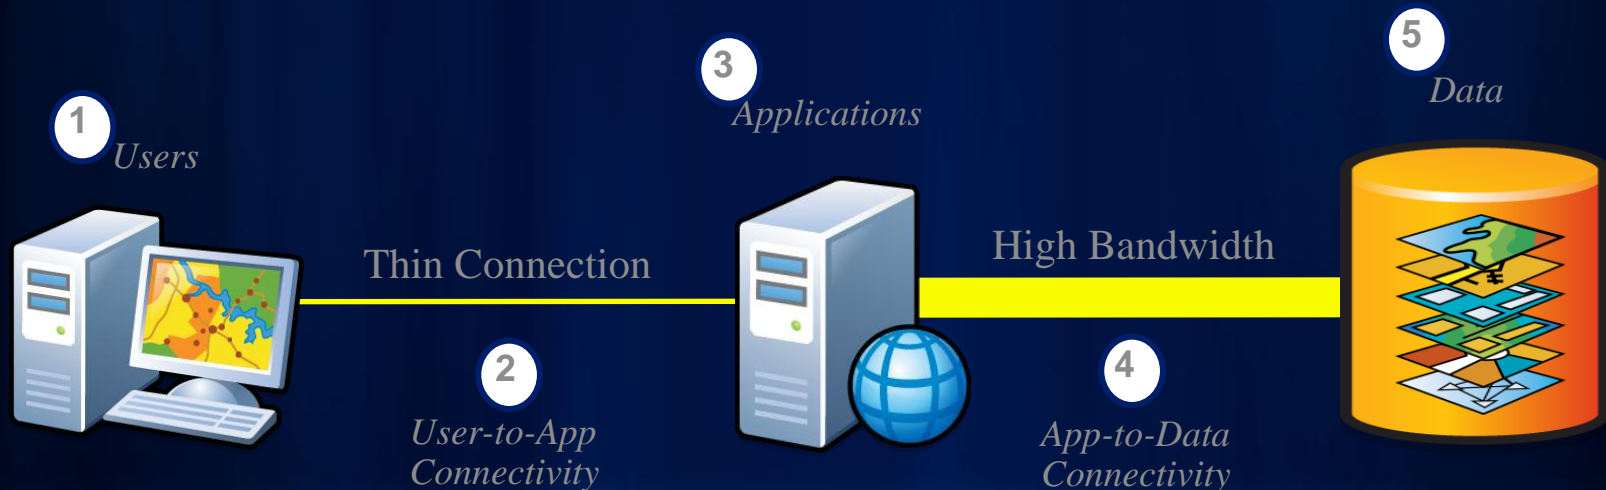 1
Users
Thin Connection
2
User-to-App
Connectivity
3
Applications
High Bandwidth
4
App-to-Data
Connectivity
5
Data